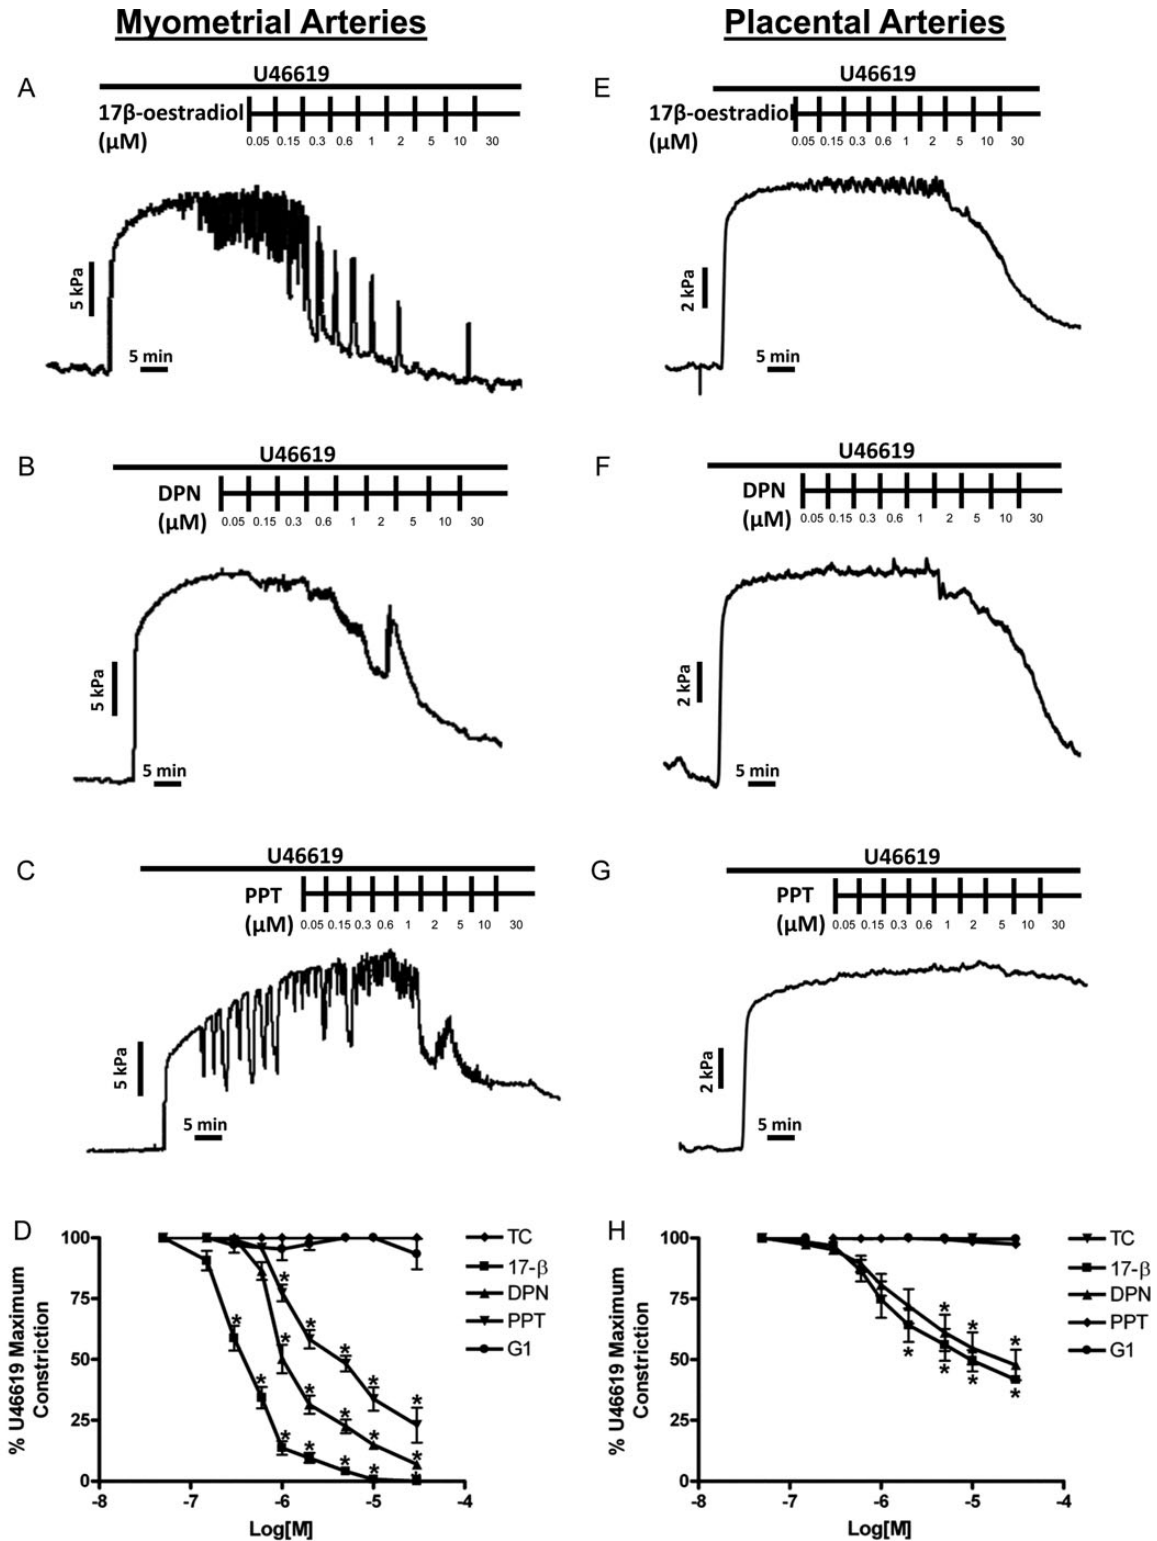 Myometrial Arteries
Placental Arteries
A
U46619
17β-oestradiol
(μM)
0.05 0.15 0.3 0.6 1 2 5 10 30
5 kPa
5 min
E
U46619
17β-oestradiol
(μM)
0.05 0.15 0.3 0.6 1 2 5 10 30
2 kPa
5 min
B
U46619
DPN
(μM)
0.05 0.15 0.3 0.6 1 2 5 10 30
5 kPa
5 min
F
U46619
DPN
(μM)
0.05 0.15 0.3 0.6 1 2 5 10 30
2 kPa
5 min
C
U46619
PPT
(μM)
0.05 0.15 0.3 0.6 1 2 5 10 30
5 kPa
5 min
G
U46619
PPT
(μM)
0.05 0.15 0.3 0.6 1 2 5 10 30
2 kPa
5 min
D
% U46619 Maximum
Constriction
100
75
50
25
0
-8 -7 -6 -5 -4
Log[M]
TC
17-β
DPN
PPT
G1
* * * * * * * * * * * * * * * * * * *
H
% U46619 Maximum
Constriction
100
75
50
25
0
-8 -7 -6 -5 -4
Log[M]
TC
17-β
DPN
PPT
G1
* * * * * * *